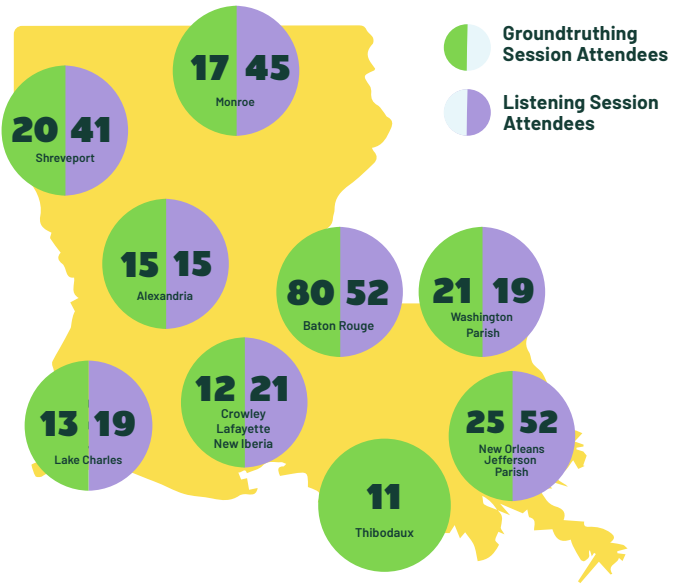 Groundtruthing
Session Attendees
Listening Session
Attendees
17 45
Monroe
20 41
Shreveport
15 15
Alexandria
80 52
Baton Rouge
21 19
Washington
Parish
12 21
Crowley
Lafayette
New Iberia
13 19
Lake Charles
25 52
New Orleans
Jefferson
Parish
11
Thibodaux